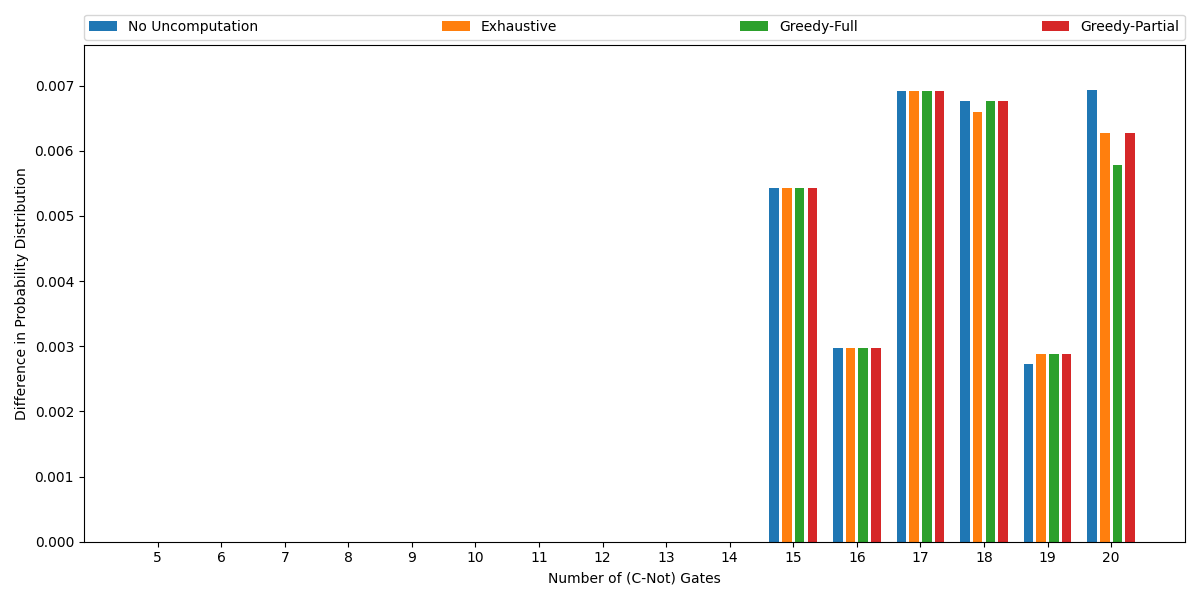 No Uncomputation Exhaustive Greedy-Full Greedy-Partial
Difference in Probability Distribution
0.007
0.006
0.005
0.004
0.003
0.002
0.001
0.000
5 6 7 8 9 10 11 12 13 14 15 16 17 18 19 20
Number of (C-Not) Gates